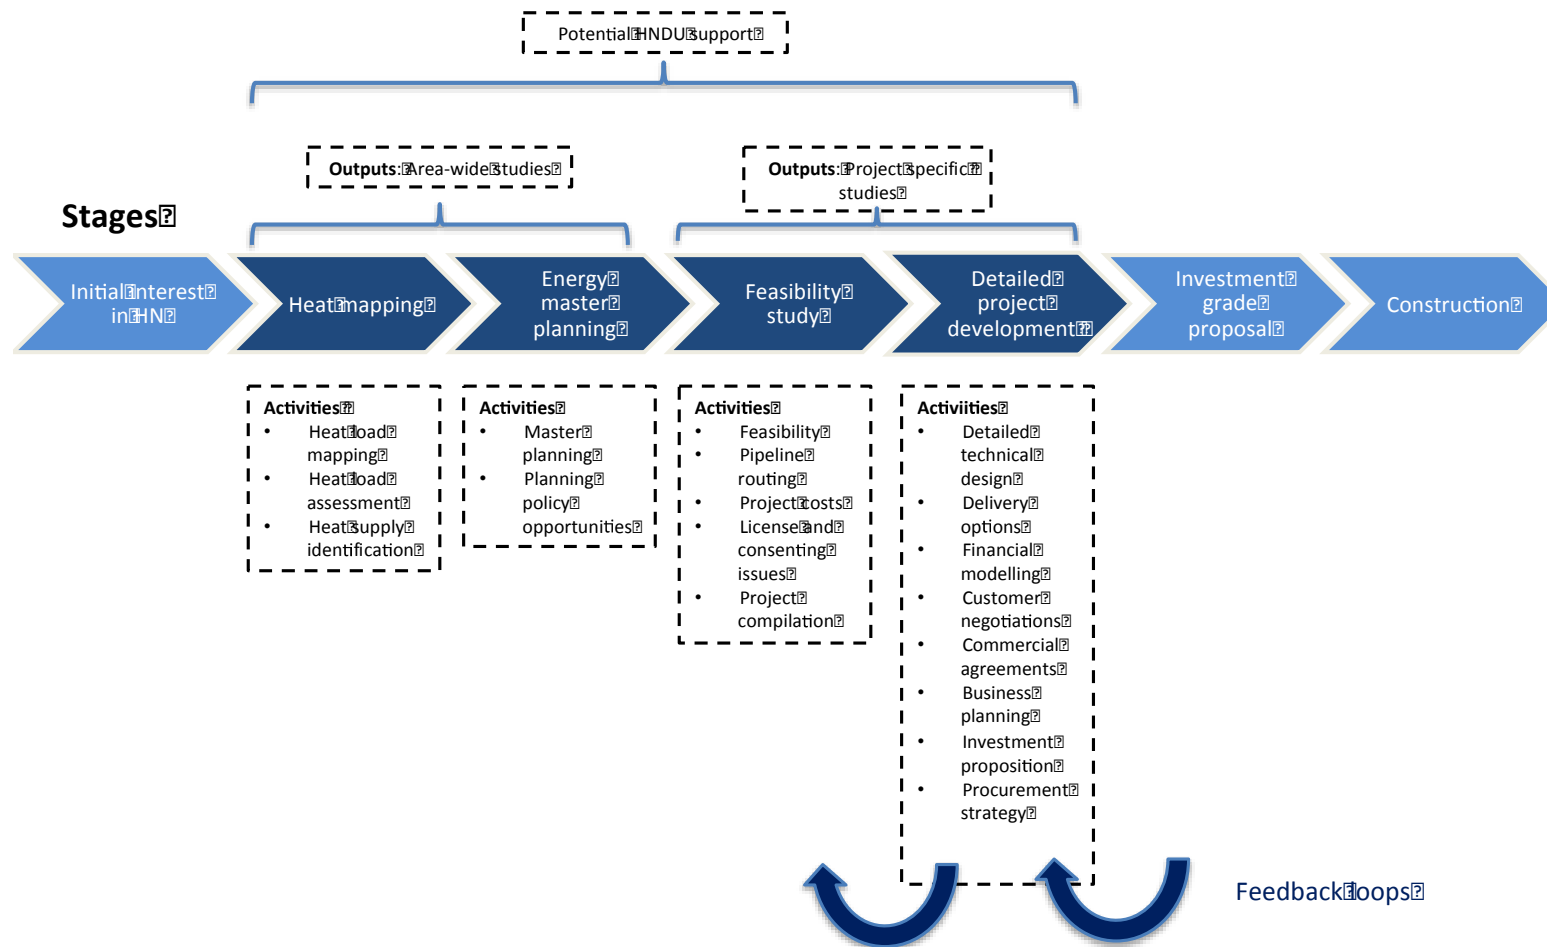 Potential HNDU support
Outputs: Area-wide studies
Outputs: Project specific
studies
Stages
Initial interest
in HN
Heat mapping
Energy
master
planning
Feasibility
study
Detailed
project
development
Investment
grade
proposal
Construction
Activities
• Heat load
mapping
• Heat load
assessment
• Heat supply
identification
Activities
• Master
planning
• Planning
policy
opportunities
Activities
• Feasibility
• Pipeline
routing
• Project costs
• License and
consenting
issues
• Project
compilation
Activiities
• Detailed
technical
design
• Delivery
options
• Financial
modelling
• Customer
negotiations
• Commercial
agreements
• Business
planning
• Investment
proposition
• Procurement
strategy
Feedback loops